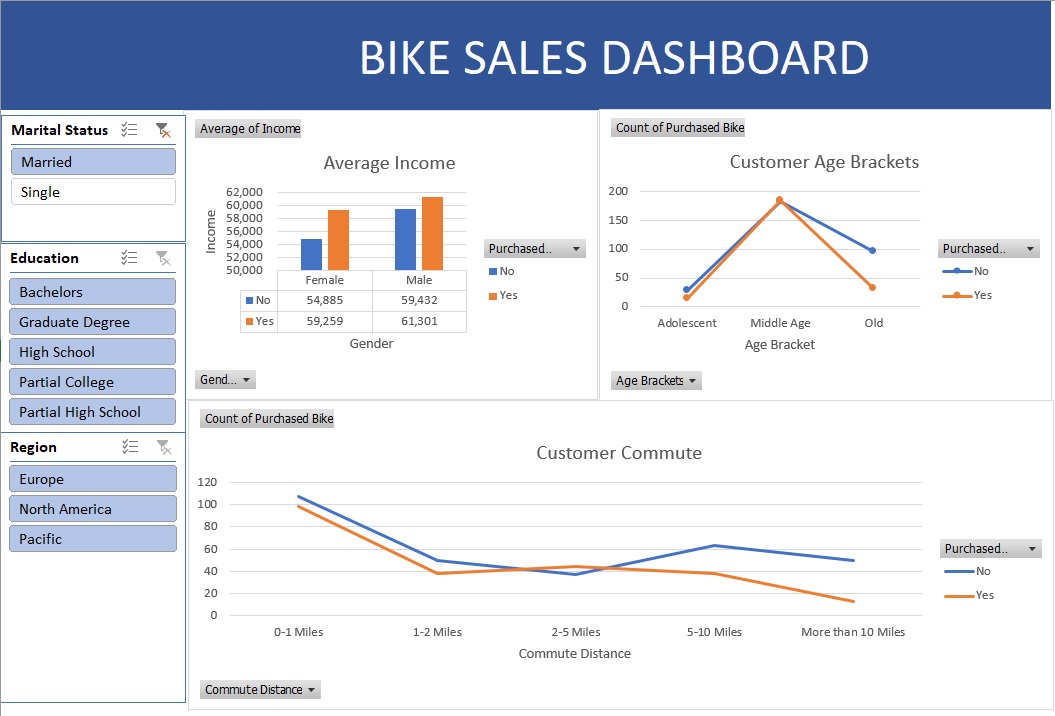 BIKE SALES DASHBOARD
Marital Status
Married
Single
Education
Bachelors
Graduate Degree
High School
Partial College
Partial High School
Region
Europe
North America
Pacific
Average of Income
Average Income
62,000
60,000
58,000
56,000
54,000
52,000
50,000
Income
Female Male
No 54,885 59,432
Yes 59,259 61,301
Gender
Purchased..
No
Yes
Gend...
Count of Purchased Bike
Customer Age Brackets
200
150
100
50
0
Adolescent Middle Age Old
Age Bracket
Purchased..
No
Yes
Age Brackets
Count of Purchased Bike
Customer Commute
120
100
80
60
40
20
0
0-1 Miles 1-2 Miles 2-5 Miles 5-10 Miles More than 10 Miles
Commute Distance
Purchased..
No
Yes
Commute Distance